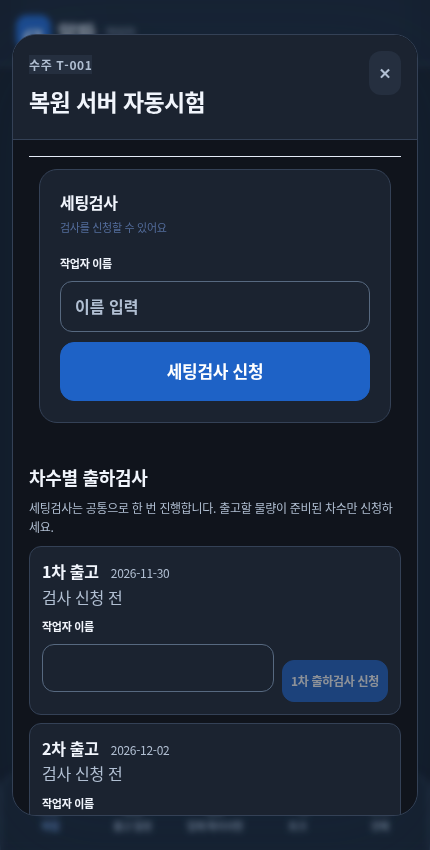 수주 T-001
복원 서버 자동시험
×
세팅검사
검사를 신청할 수 있어요
작업자 이름
이름 입력
세팅검사 신청
차수별 출하검사
세팅검사는 공통으로 한 번 진행합니다. 출고할 물량이 준비된 차수만 신청하
세요.
1차 출고 2026-11-30
검사 신청 전
작업자 이름
1차 출하검사 신청
2차 출고 2026-12-02
검사 신청 전
작업자 이름